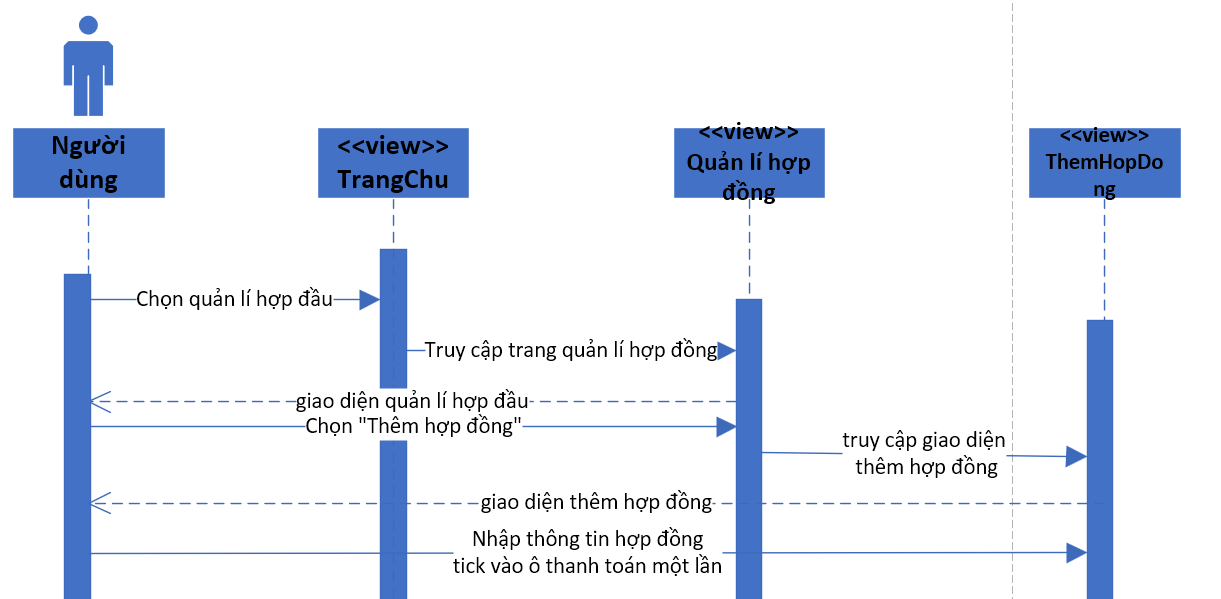 Người
dùng
<<view>>
TrangChu
<<view>>
Quản lí hợp
đồng
<<view>>
ThemHopDo
ng
Chọn quản lí hợp đầu
Truy cập trang quản lí hợp đồng
giao diện quản lí hợp đầu
Chọn "Thêm hợp đồng"
truy cập giao diện
thêm hợp đồng
giao diện thêm hợp đồng
Nhập thông tin hợp đồng
tick vào ô thanh toán một lần